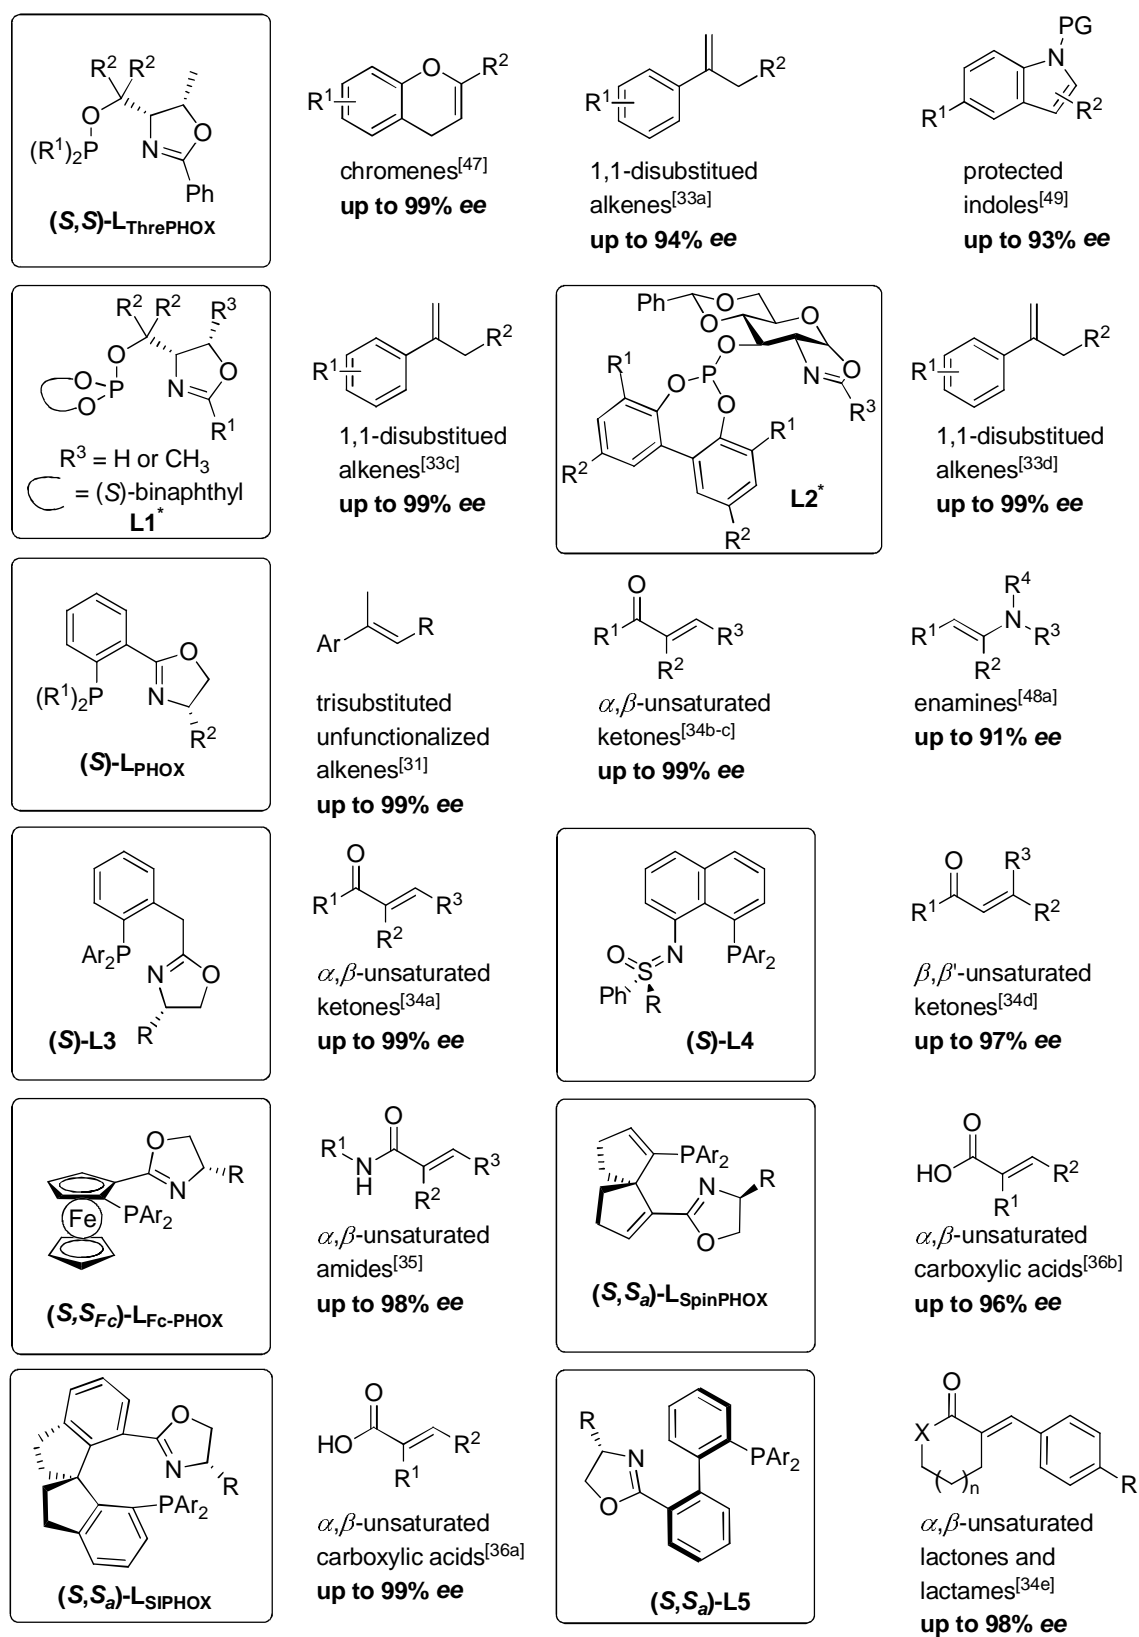 R² R²
O
O
(R¹)₂P
N
Ph
(S,S)-L_ThrePHOX
O
R²
R¹
chromenes[47]
up to 99% ee
R²
R¹
1,1-disubstitued
alkenes[33a]
up to 94% ee
PG
N
R¹
R²
protected
indoles[49]
up to 93% ee
R² R² R³
O
O
O P
O
N
R¹
R³ = H or CH₃
= (S)-binaphthyl
L1*
R²
R¹
1,1-disubstitued
alkenes[33c]
up to 99% ee
Ph
O
O
O
O
R¹
O P
N O
O
R³
R¹
R²
L2*
R²
R²
R¹
1,1-disubstitued
alkenes[33d]
up to 99% ee
O
(R¹)₂P
N
R²
(S)-L_PHOX
Ar
R
trisubstituted
unfunctionalized
alkenes[31]
up to 99% ee
O
R¹
R³
R²
α,β-unsaturated
ketones[34b-c]
up to 99% ee
R⁴
R¹
N
R³
R²
enamines[48a]
up to 91% ee
Ar₂P
N
O
R
(S)-L3
O
R¹
R³
R²
α,β-unsaturated
ketones[34a]
up to 99% ee
O
S
N
PAr₂
Ph
R
(S)-L4
O
R³
R¹
R²
β,β'-unsaturated
ketones[34d]
up to 97% ee
O
N
R
Fe
PAr₂
(S,S_Fc)-L_Fc-PHOX
R¹
O
N
H
R³
R²
α,β-unsaturated
amides[35]
up to 98% ee
PAr₂
R
N
O
(S,S_a)-L_SpinPHOX
O
HO
R²
R¹
α,β-unsaturated
carboxylic acids[36b]
up to 96% ee
O
N
R
PAr₂
(S,S_a)-L_SIPHOX
O
HO
R²
R¹
α,β-unsaturated
carboxylic acids[36a]
up to 99% ee
R
N
PAr₂
O
(S,S_a)-L5
O
X
( )n
R
α,β-unsaturated
lactones and
lactames[34e]
up to 98% ee